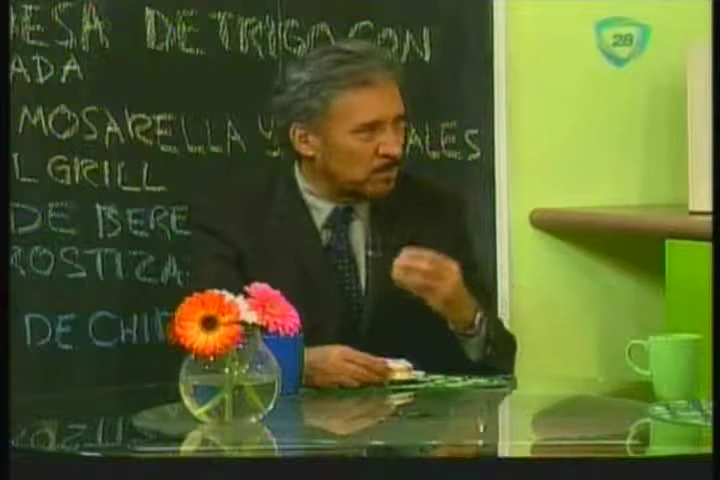 ESA DE TRIGO CON
ADA
MOSARELLA Y ALES
L GRILL
DE BERE
ROSTIZA
DE CHI
28